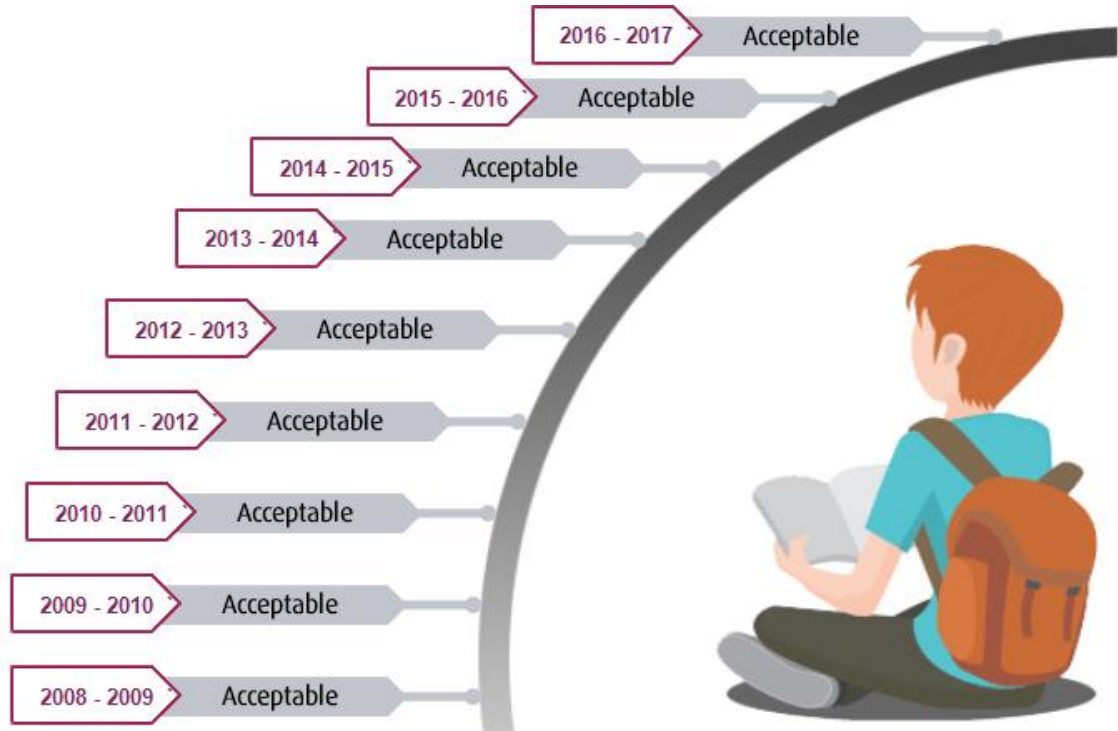 2016 - 2017 Acceptable
2015 - 2016 Acceptable
2014 - 2015 Acceptable
2013 - 2014 Acceptable
2012 - 2013 Acceptable
2011 - 2012 Acceptable
2010 - 2011 Acceptable
2009 - 2010 Acceptable
2008 - 2009 Acceptable